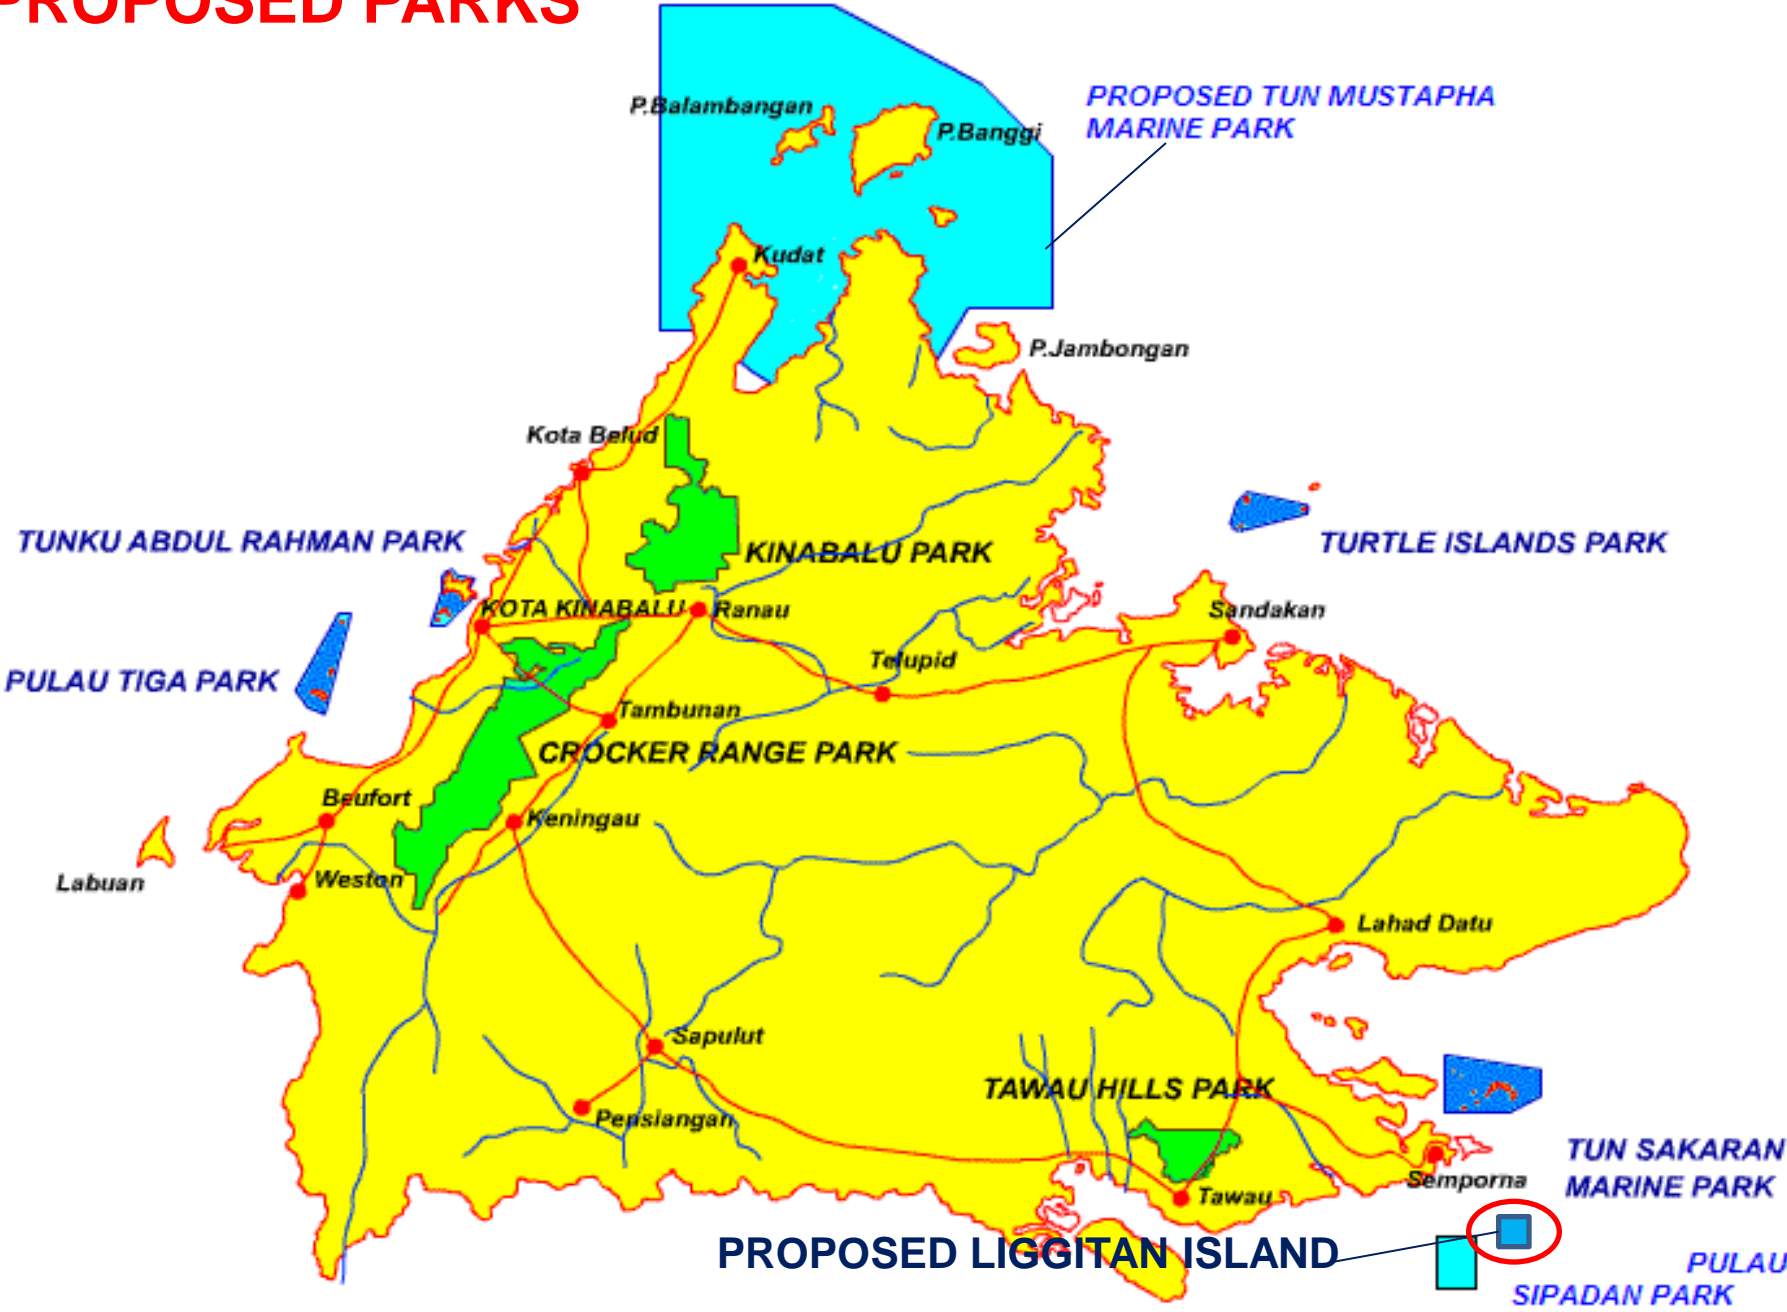 PROPOSED PARKS
PROPOSED TUN MUSTAPHA
MARINE PARK
P.Balambangan
P.Banggi
Kudat
P.Jambongan
Kota Belud
TUNKU ABDUL RAHMAN PARK
TURTLE ISLANDS PARK
KINABALU PARK
KOTA KINABALU
Ranau
Sandakan
Telupid
PULAU TIGA PARK
Tambunan
CROCKER RANGE PARK
Beufort
Keningau
Labuan
Weston
Lahad Datu
Sapulut
TAWAU HILLS PARK
Pensiangan
TUN SAKARAN
MARINE PARK
Semporna
Tawau
PROPOSED LIGGITAN ISLAND
PULAU
SIPADAN PARK